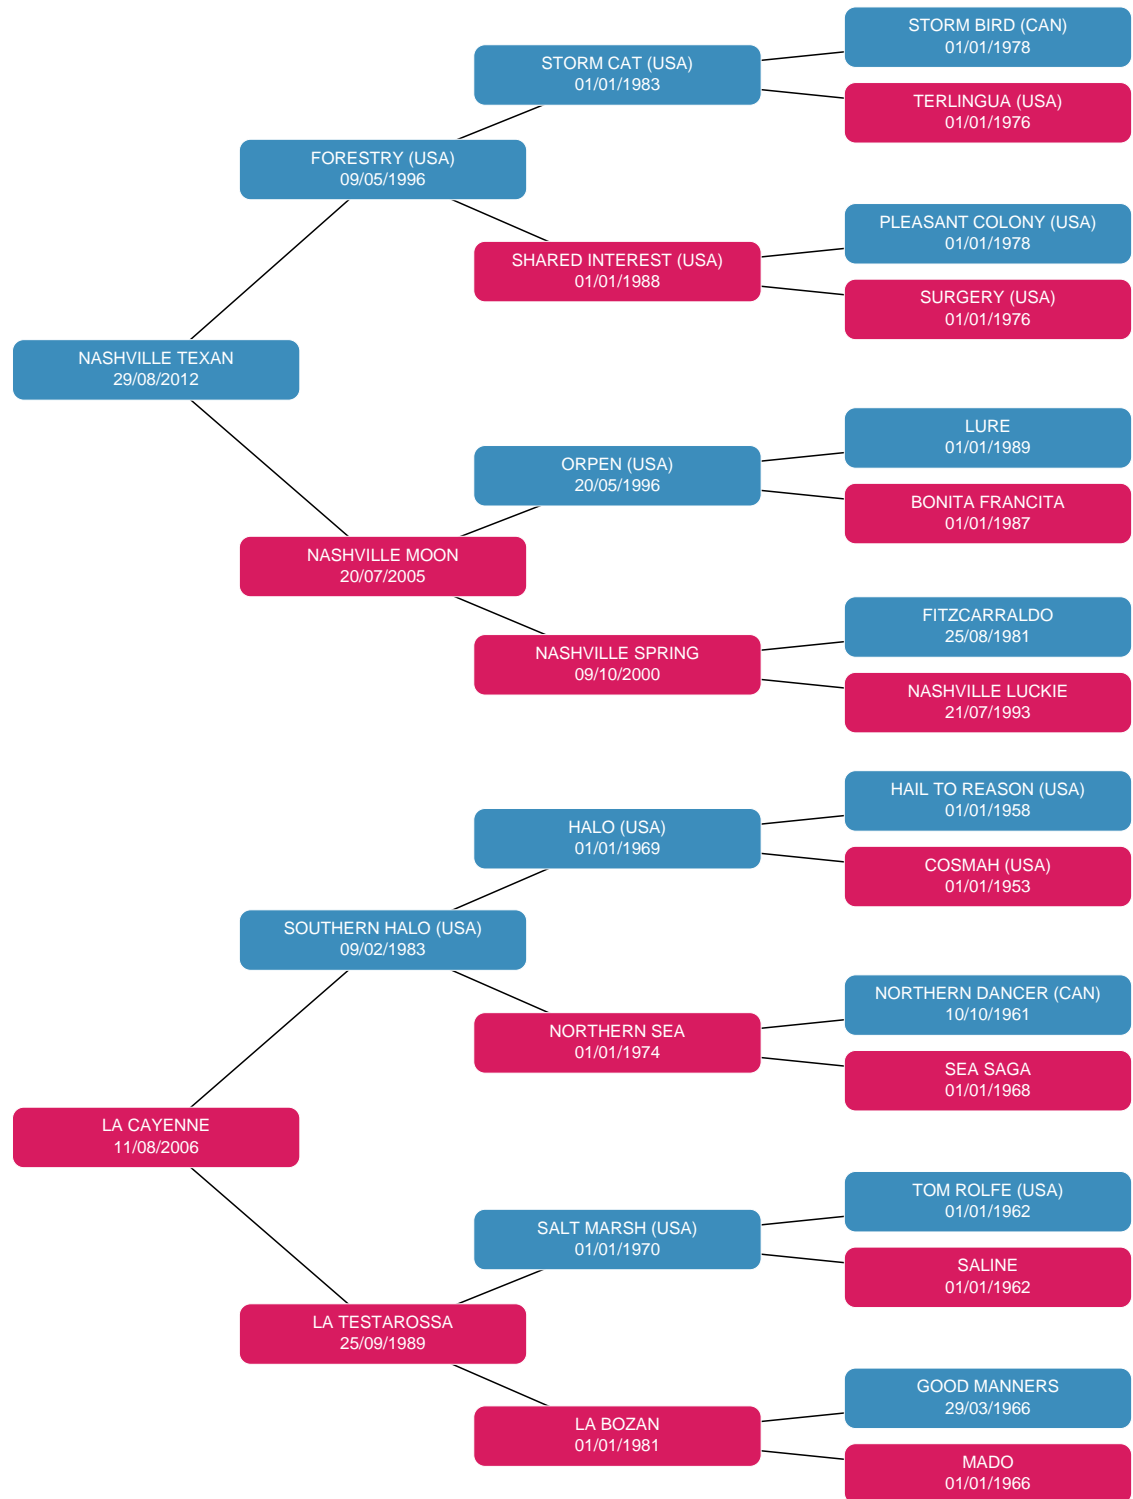 STORM BIRD (CAN)
01/01/1978
STORM CAT (USA)
01/01/1983
TERLINGUA (USA)
01/01/1976
FORESTRY (USA)
09/05/1996
PLEASANT COLONY (USA)
01/01/1978
SHARED INTEREST (USA)
01/01/1988
SURGERY (USA)
01/01/1976
NASHVILLE TEXAN
29/08/2012
LURE
01/01/1989
ORPEN (USA)
20/05/1996
BONITA FRANCITA
01/01/1987
NASHVILLE MOON
20/07/2005
FITZCARRALDO
25/08/1981
NASHVILLE SPRING
09/10/2000
NASHVILLE LUCKIE
21/07/1993
HAIL TO REASON (USA)
01/01/1958
HALO (USA)
01/01/1969
COSMAH (USA)
01/01/1953
SOUTHERN HALO (USA)
09/02/1983
NORTHERN DANCER (CAN)
10/10/1961
NORTHERN SEA
01/01/1974
SEA SAGA
01/01/1968
LA CAYENNE
11/08/2006
TOM ROLFE (USA)
01/01/1962
SALT MARSH (USA)
01/01/1970
SALINE
01/01/1962
LA TESTAROSSA
25/09/1989
GOOD MANNERS
29/03/1966
LA BOZAN
01/01/1981
MADO
01/01/1966